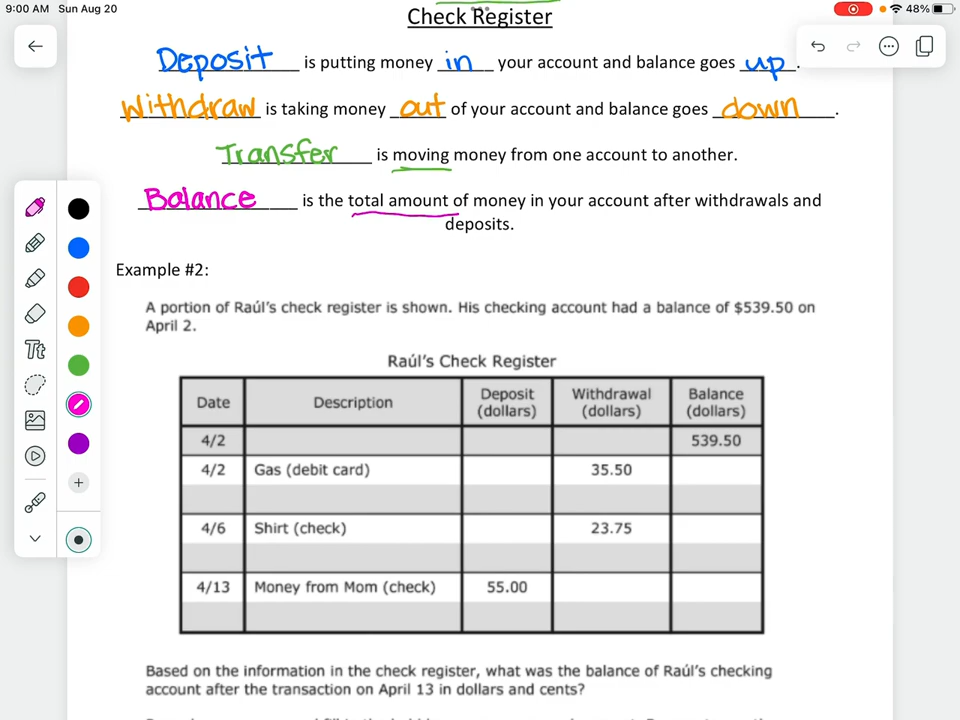 9:00 AM Sun Aug 20
48%
Check Register
Deposit is putting money in your account and balance goes up.
Withdraw is taking money out of your account and balance goes down.
Transfer is moving money from one account to another.
Balance is the total amount of money in your account after withdrawals and
deposits.
Example #2:
A portion of Raúl's check register is shown. His checking account had a balance of $539.50 on
April 2.
Raúl's Check Register
Date Description Deposit (dollars) Withdrawal (dollars) Balance (dollars)
4/2 539.50
4/2 Gas (debit card) 35.50
4/6 Shirt (check) 23.75
4/13 Money from Mom (check) 55.00
Based on the information in the check register, what was the balance of Raúl's checking
account after the transaction on April 13 in dollars and cents?
Tt